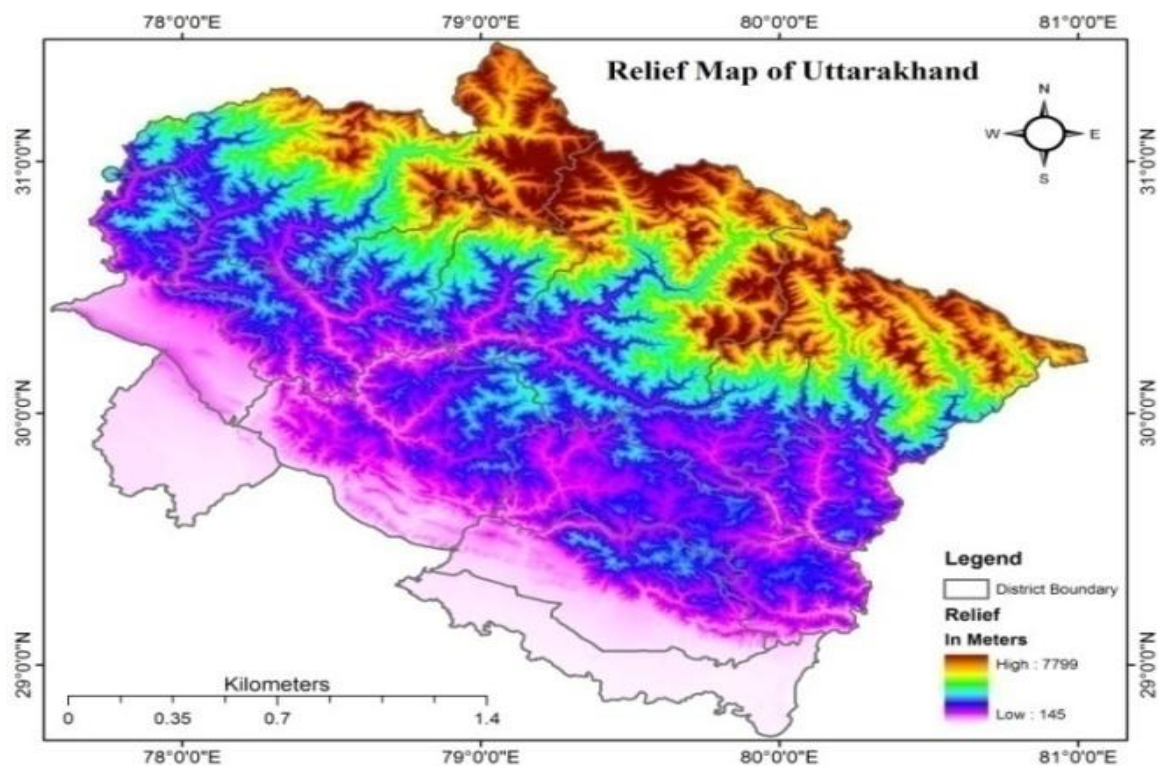 78°0'0"E 79°0'0"E 80°0'0"E 81°0'0"E
Relief Map of Uttarakhand
N
W E
S
31°0'0"N 31°0'0"N
30°0'0"N 30°0'0"N
29°0'0"N 29°0'0"N
Legend
District Boundary
Relief
In Meters
High : 7799
Low : 145
Kilometers
0 0.35 0.7 1.4
78°0'0"E 79°0'0"E 80°0'0"E 81°0'0"E